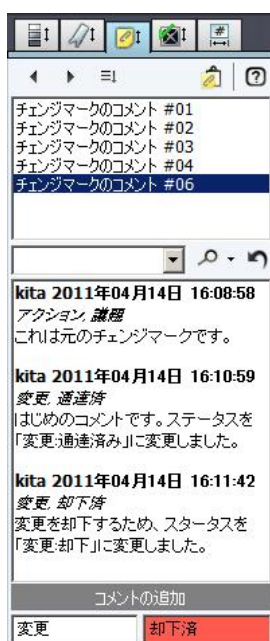 #
チェンジマークのコメント #01
チェンジマークのコメント #02
チェンジマークのコメント #03
チェンジマークのコメント #04
チェンジマークのコメント #06
kita 2011年04月14日 16:08:58
アクション, 議題
これは元のチェンジマークです。
kita 2011年04月14日 16:10:59
変更, 通達済
はじめのコメントです。ステータスを
「変更:通達済み」に変更しました。
kita 2011年04月14日 16:11:42
変更, 却下済
変更を却下するため、スタータスを
「変更:却下」に変更しました。
コメントの追加
変更 却下済